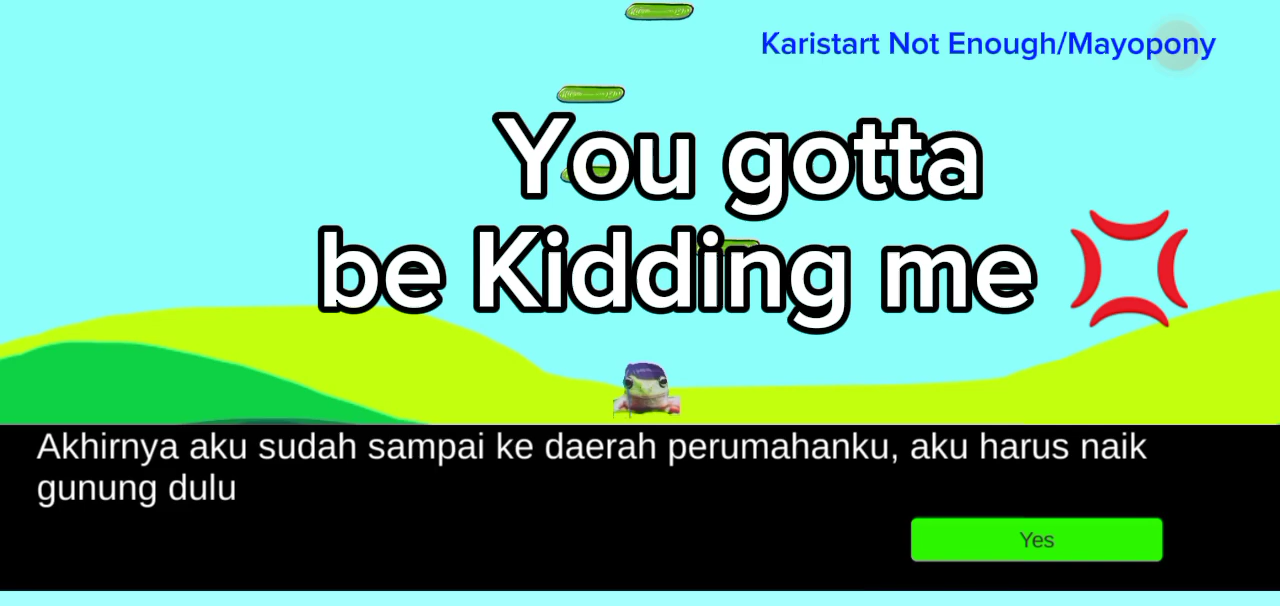 Karistart Not Enough/Mayopony
You gotta
be Kidding me
Akhirnya aku sudah sampai ke daerah perumahanku, aku harus naik
gunung dulu
Yes